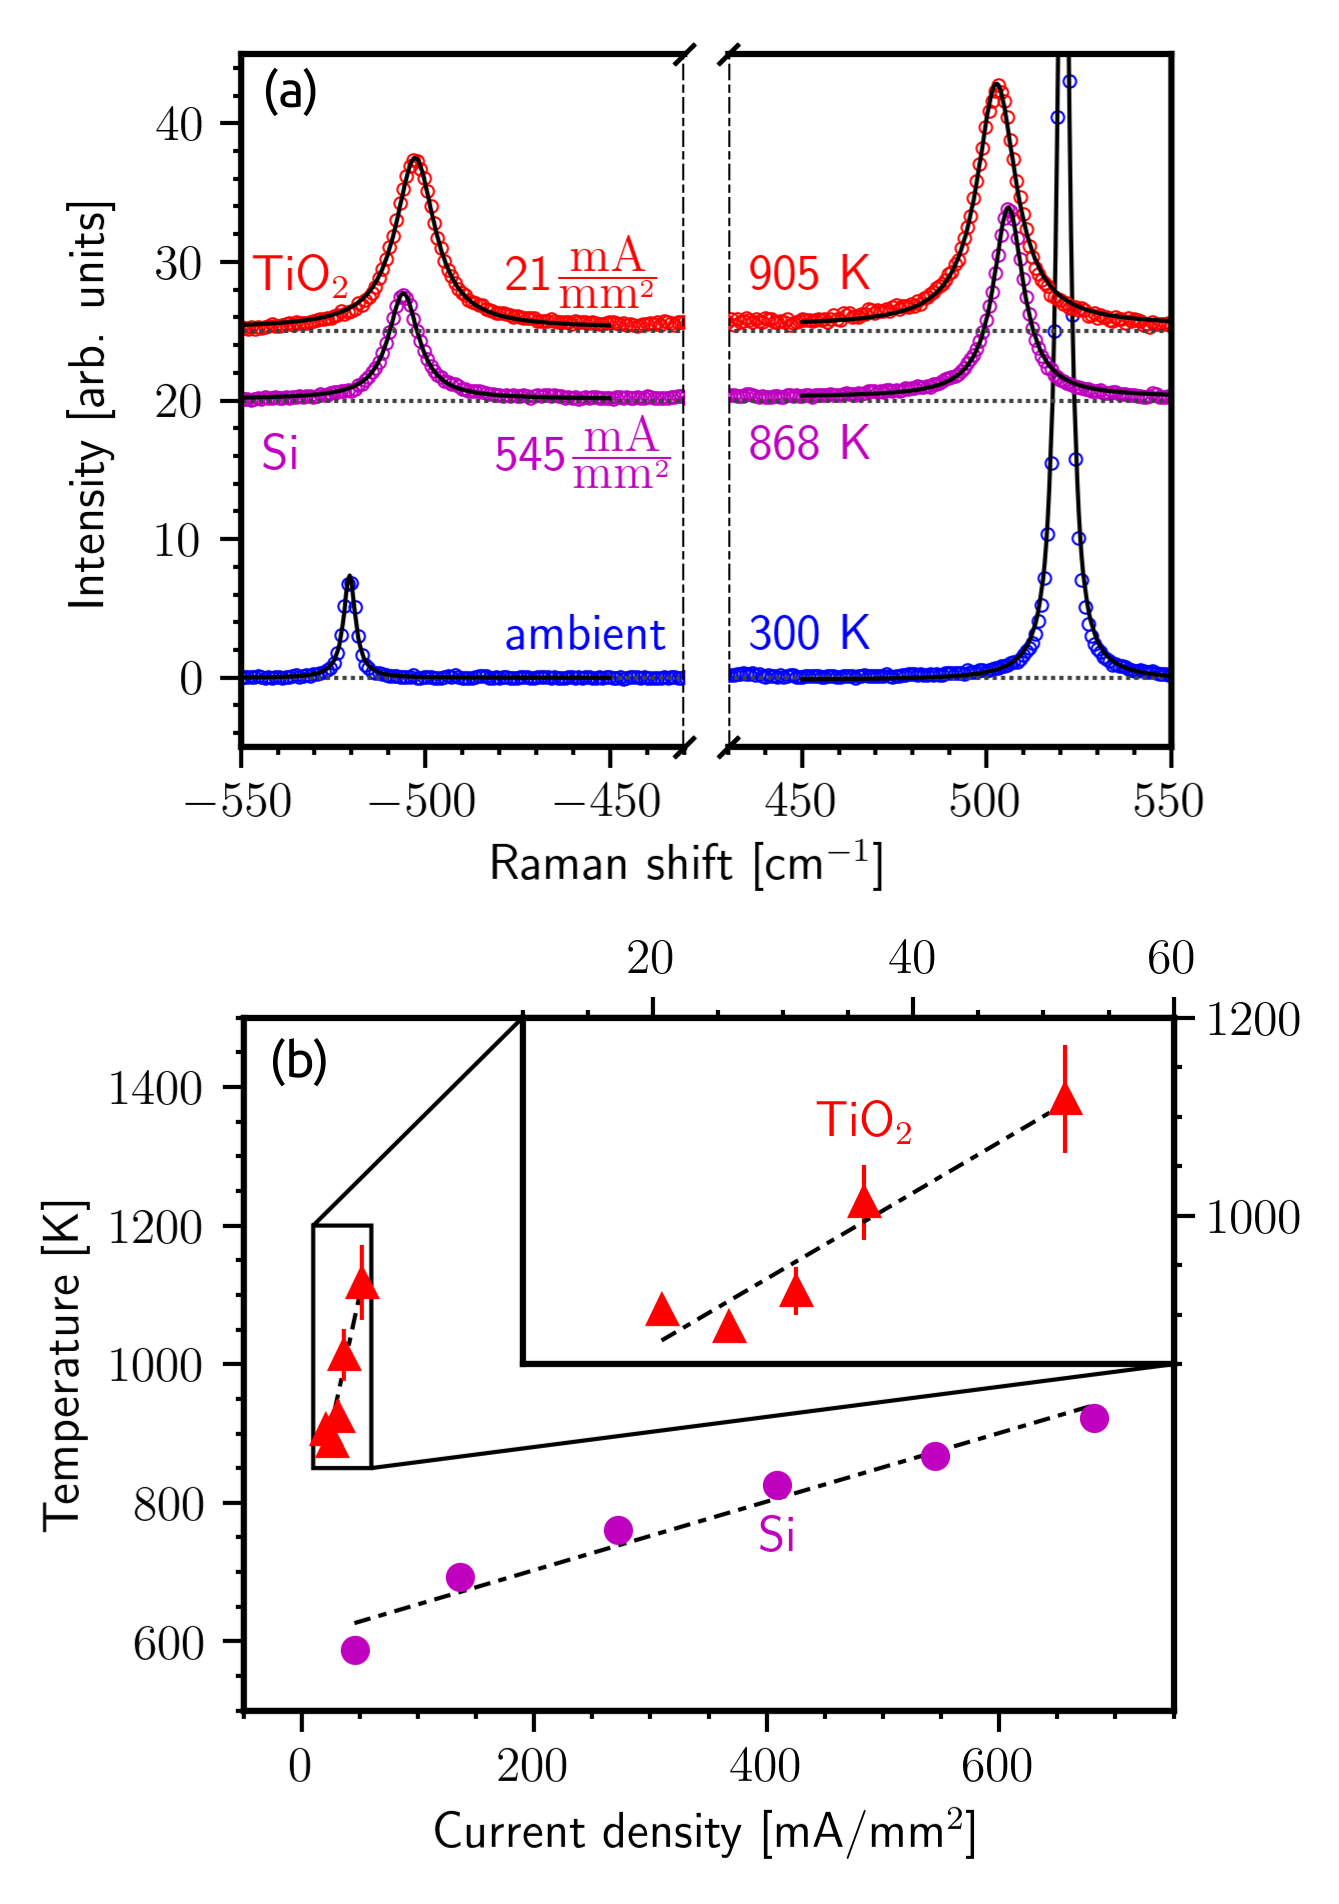 (a)
40
30
20
10
0
Intensity [arb. units]
TiO₂ 21 mA/mm² 905 K
Si 545 mA/mm² 868 K
ambient 300 K
−550 −500 −450 450 500 550
Raman shift [cm⁻¹]
20 40 60
(b)
1200
1000
TiO₂
1400
1200
1000
800
600
Temperature [K]
Si
0 200 400 600
Current density [mA/mm²]